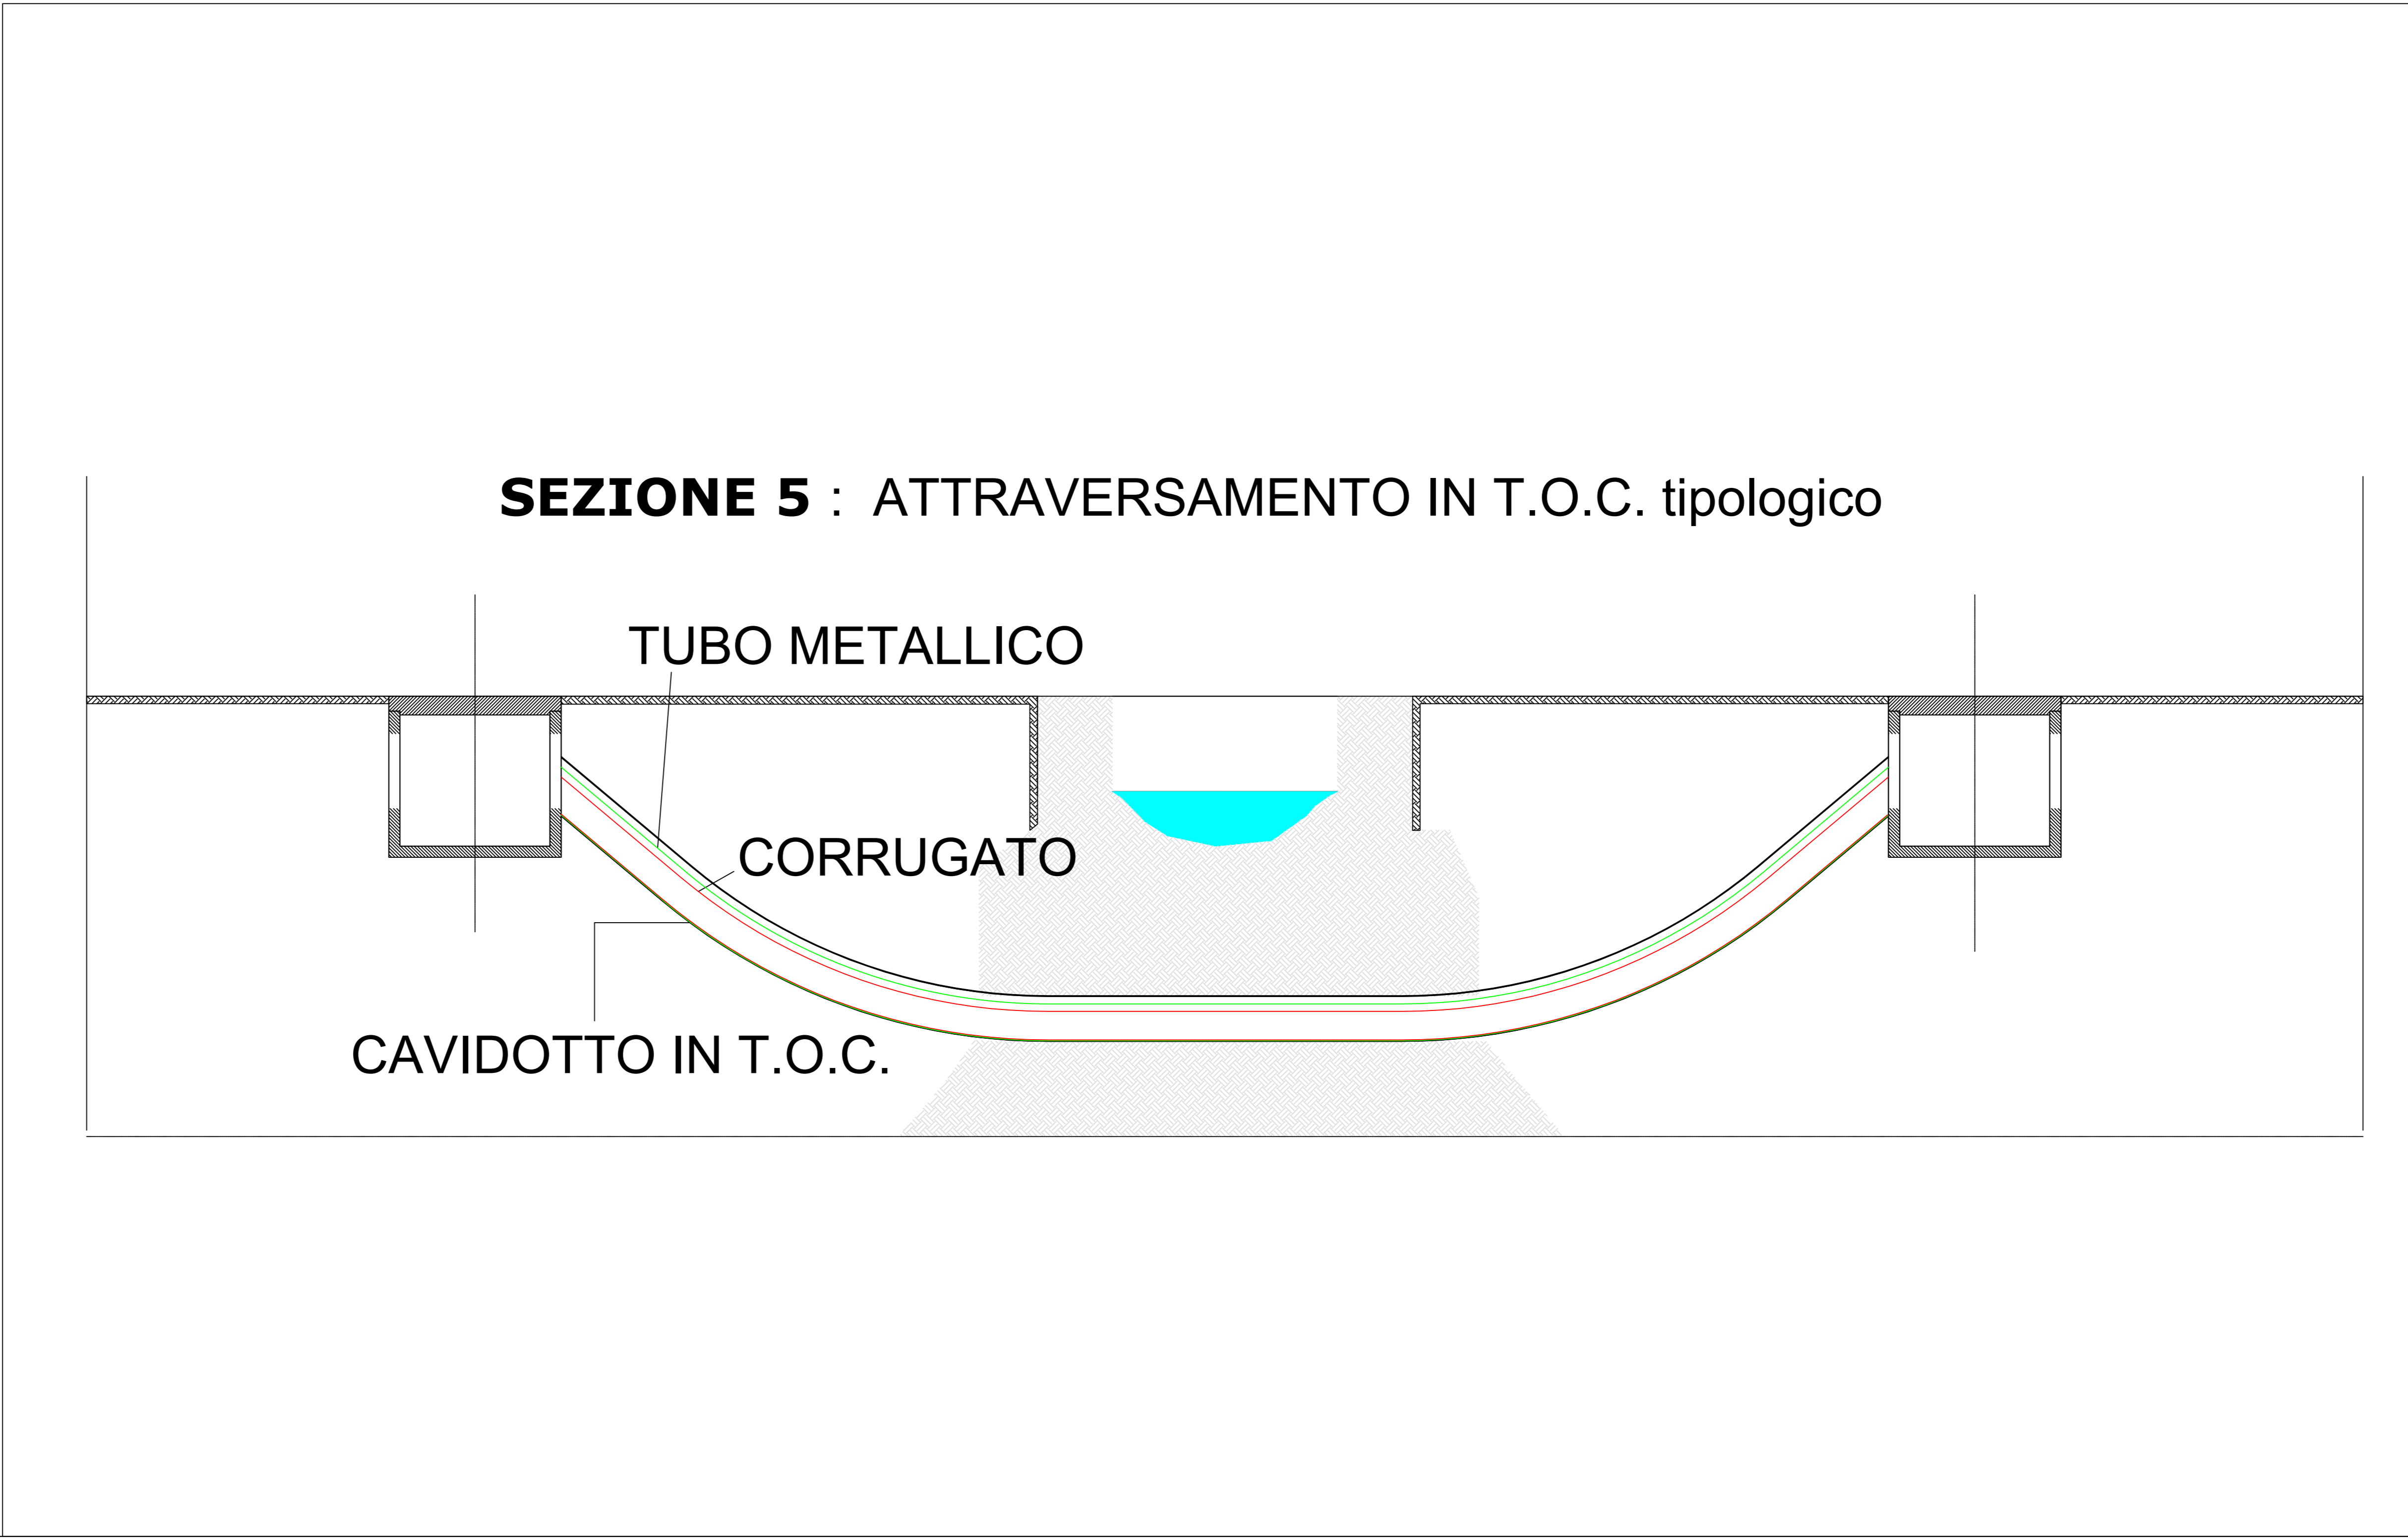 SEZIONE 5 : ATTRAVERSAMENTO IN T.O.C. tipologico
TUBO METALLICO
CORRUGATO
CAVIDOTTO IN T.O.C.